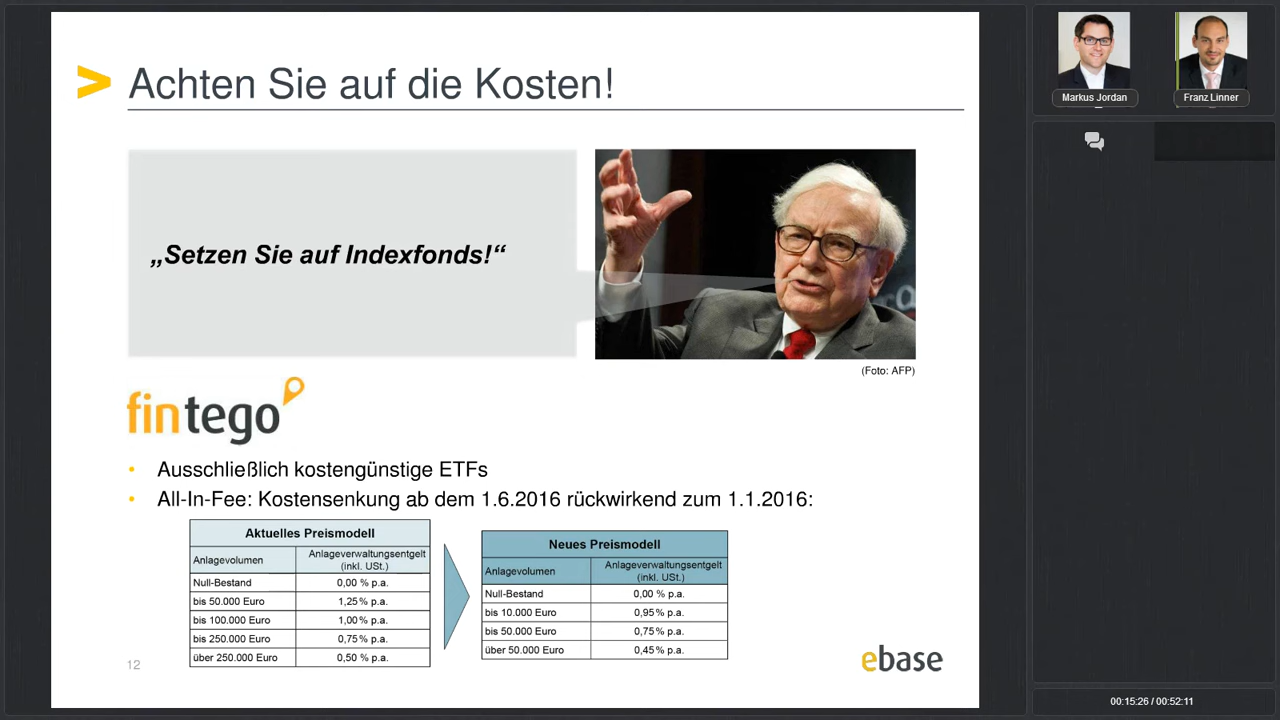 > Achten Sie auf die Kosten!
„Setzen Sie auf Indexfonds!“
(Foto: AFP)
fintego
• Ausschließlich kostengünstige ETFs
• All-In-Fee: Kostensenkung ab dem 1.6.2016 rückwirkend zum 1.1.2016:
Aktuelles Preismodell
Anlagevolumen Anlageverwaltungsentgelt
(inkl. USt.)
Null-Bestand 0,00 % p.a.
bis 50.000 Euro 1,25 % p.a.
bis 100.000 Euro 1,00 % p.a.
bis 250.000 Euro 0,75 % p.a.
über 250.000 Euro 0,50 % p.a.
Neues Preismodell
Anlagevolumen Anlageverwaltungsentgelt
(inkl. USt.)
Null-Bestand 0,00 % p.a.
bis 10.000 Euro 0,95 % p.a.
bis 50.000 Euro 0,75 % p.a.
über 50.000 Euro 0,45 % p.a.
12
ebase
Markus Jordan
Franz Linner
00:15:26 / 00:52:11